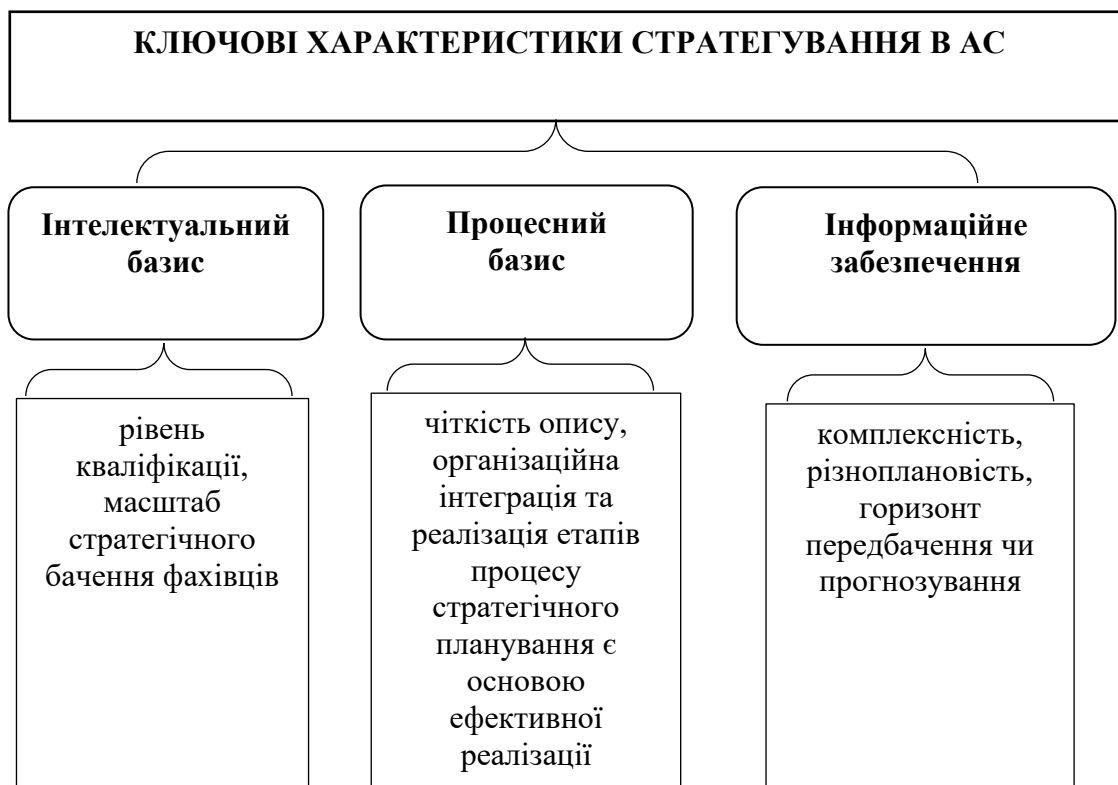 КЛЮЧОВІ ХАРАКТЕРИСТИКИ СТРАТЕГУВАННЯ В АС
Інтелектуальний
базис
Процесний
базис
Інформаційне
забезпечення
рівень
кваліфікації,
масштаб
стратегічного
бачення фахівців
чіткість опису,
організаційна
інтеграція та
реалізація етапів
процесу
стратегічного
планування є
основою
ефективної
реалізації
комплексність,
різноплановість,
горизонт
передбачення чи
прогнозування